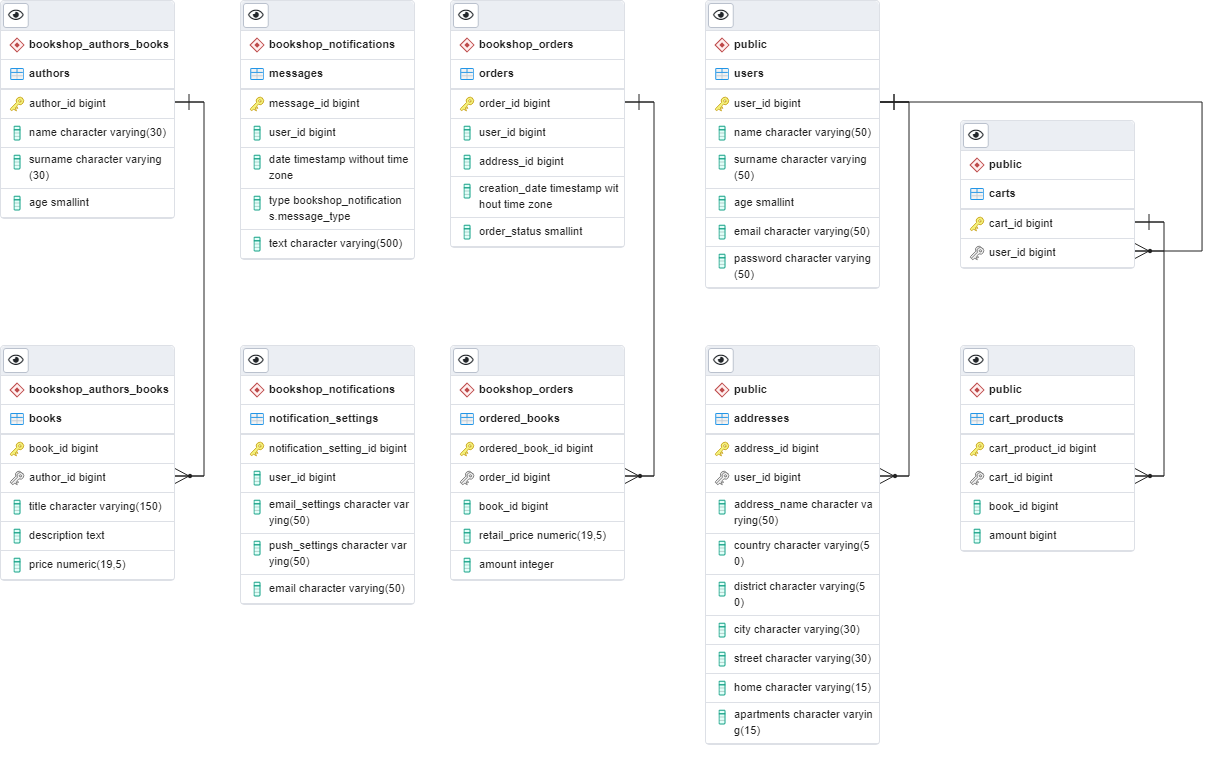 bookshop_authors_books
authors
author_id bigint
name character varying(30)
surname character varying
(30)
age smallint
bookshop_notifications
messages
message_id bigint
user_id bigint
date timestamp without time
zone
type bookshop_notification
s.message_type
text character varying(500)
bookshop_orders
orders
order_id bigint
user_id bigint
address_id bigint
creation_date timestamp wit
hout time zone
order_status smallint
public
users
user_id bigint
name character varying(50)
surname character varying
(50)
age smallint
email character varying(50)
password character varying
(50)
public
carts
cart_id bigint
user_id bigint
bookshop_authors_books
books
book_id bigint
author_id bigint
title character varying(150)
description text
price numeric(19,5)
bookshop_notifications
notification_settings
notification_setting_id bigint
user_id bigint
email_settings character var
ying(50)
push_settings character var
ying(50)
email character varying(50)
bookshop_orders
ordered_books
ordered_book_id bigint
order_id bigint
book_id bigint
retail_price numeric(19,5)
amount integer
public
addresses
address_id bigint
user_id bigint
address_name character va
rying(50)
country character varying(5
0)
district character varying(5
0)
city character varying(30)
street character varying(30)
home character varying(15)
apartments character varyin
g(15)
public
cart_products
cart_product_id bigint
cart_id bigint
book_id bigint
amount bigint